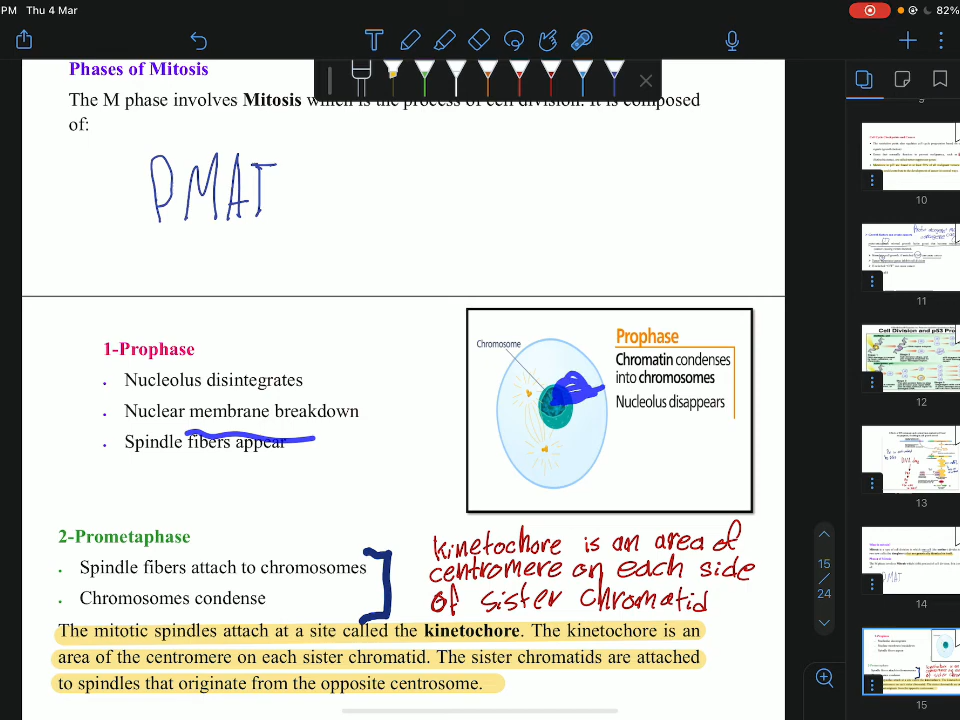 PM Thu 4 Mar
82%
Phases of Mitosis
The M phase involves Mitosis which is the process of cell division. It is composed
of:
PMAT
1-Prophase
Nucleolus disintegrates
Nuclear membrane breakdown
Spindle fibers appear
Chromosome
Prophase
Chromatin condenses
into chromosomes
Nucleolus disappears
2-Prometaphase
Spindle fibers attach to chromosomes
Chromosomes condense
kinetochore is an area of
centromere on each side
of sister chromatid
The mitotic spindles attach at a site called the kinetochore. The kinetochore is an
area of the centromere on each sister chromatid. The sister chromatids are attached
to spindles that originate from the opposite centrosome.
10
11
Cell Division and p53 Pro
12
13
14
15
15
/
24